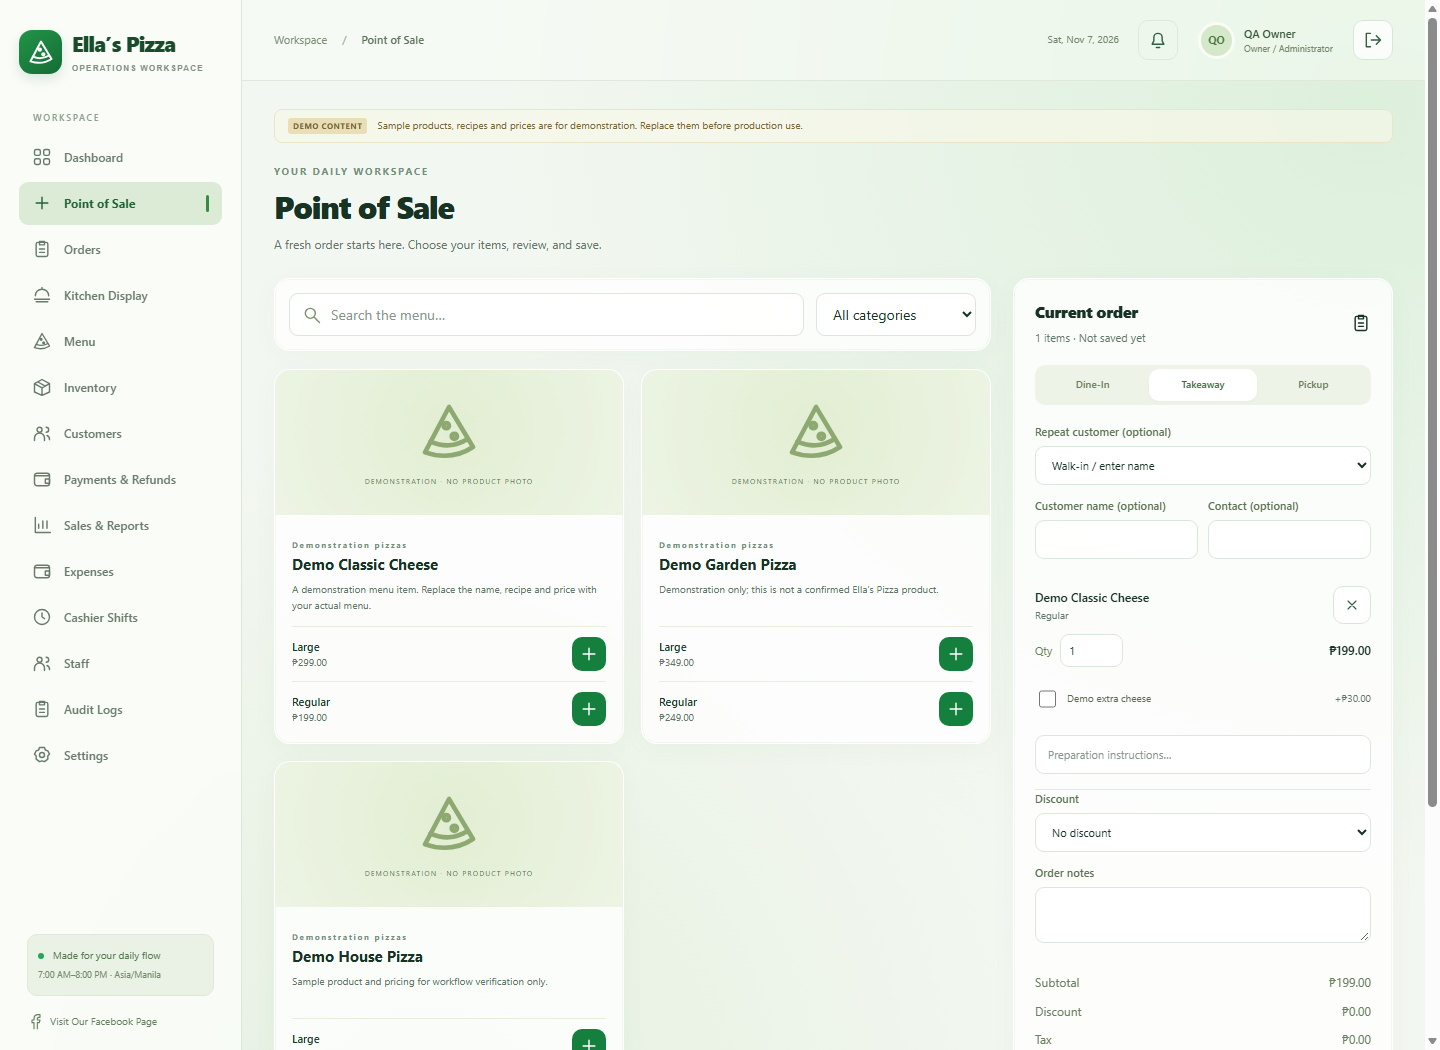 Ella's Pizza
OPERATIONS WORKSPACE
WORKSPACE
Dashboard
Point of Sale
Orders
Kitchen Display
Menu
Inventory
Customers
Payments & Refunds
Sales & Reports
Expenses
Cashier Shifts
Staff
Audit Logs
Settings
Made for your daily flow
7:00 AM–8:00 PM · Asia/Manila
Visit Our Facebook Page
Workspace / Point of Sale
Sat, Nov 7, 2026
QO
QA Owner
Owner / Administrator
DEMO CONTENT Sample products, recipes and prices are for demonstration. Replace them before production use.
YOUR DAILY WORKSPACE
Point of Sale
A fresh order starts here. Choose your items, review, and save.
Search the menu...
All categories
DEMONSTRATION · NO PRODUCT PHOTO
Demonstration pizzas
Demo Classic Cheese
A demonstration menu item. Replace the name, recipe and price with
your actual menu.
Large
₱299.00
Regular
₱199.00
DEMONSTRATION · NO PRODUCT PHOTO
Demonstration pizzas
Demo Garden Pizza
Demonstration only; this is not a confirmed Ella's Pizza product.
Large
₱349.00
Regular
₱249.00
DEMONSTRATION · NO PRODUCT PHOTO
Demonstration pizzas
Demo House Pizza
Sample product and pricing for workflow verification only.
Large
Current order
1 items · Not saved yet
Dine-In Takeaway Pickup
Repeat customer (optional)
Walk-in / enter name
Customer name (optional) Contact (optional)
Demo Classic Cheese
Regular
Qty 1 ₱199.00
Demo extra cheese +₱30.00
Preparation instructions...
Discount
No discount
Order notes
Subtotal ₱199.00
Discount ₱0.00
Tax ₱0.00